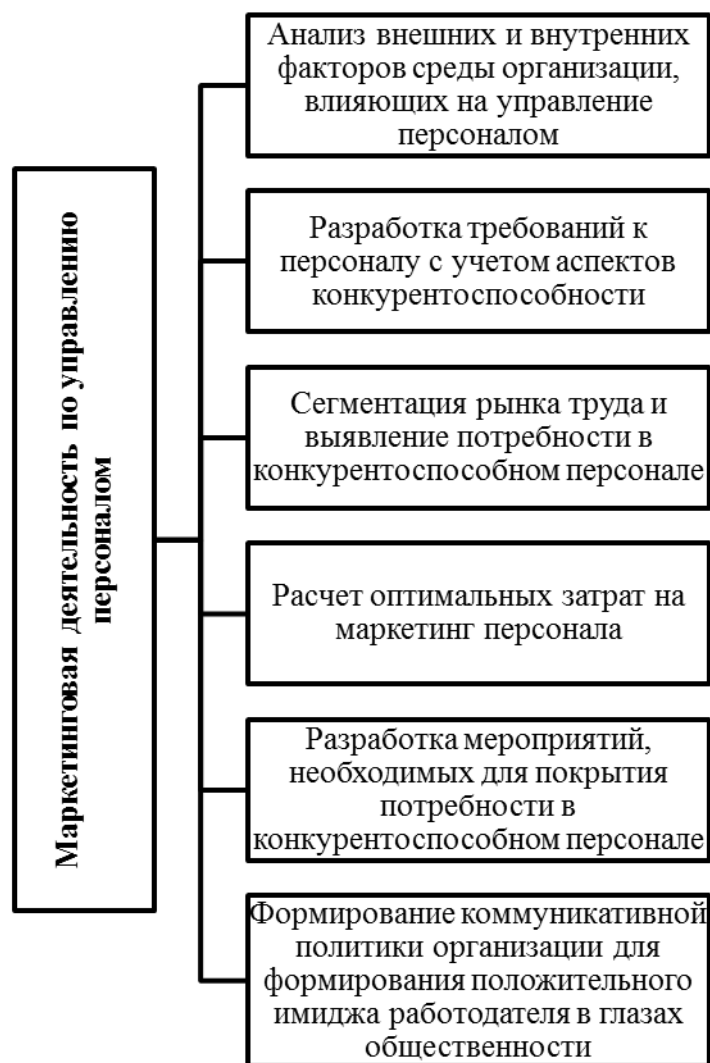 Маркетинговая деятельность по управлению
персоналом
Анализ внешних и внутренних
факторов среды организации,
влияющих на управление
персоналом
Разработка требований к
персоналу с учетом аспектов
конкурентоспособности
Сегментация рынка труда и
выявление потребности в
конкурентоспособном персонале
Расчет оптимальных затрат на
маркетинг персонала
Разработка мероприятий,
необходимых для покрытия
потребности в
конкурентоспособном персонале
Формирование коммуникативной
политики организации для
формирования положительного
имиджа работодателя в глазах
общественности